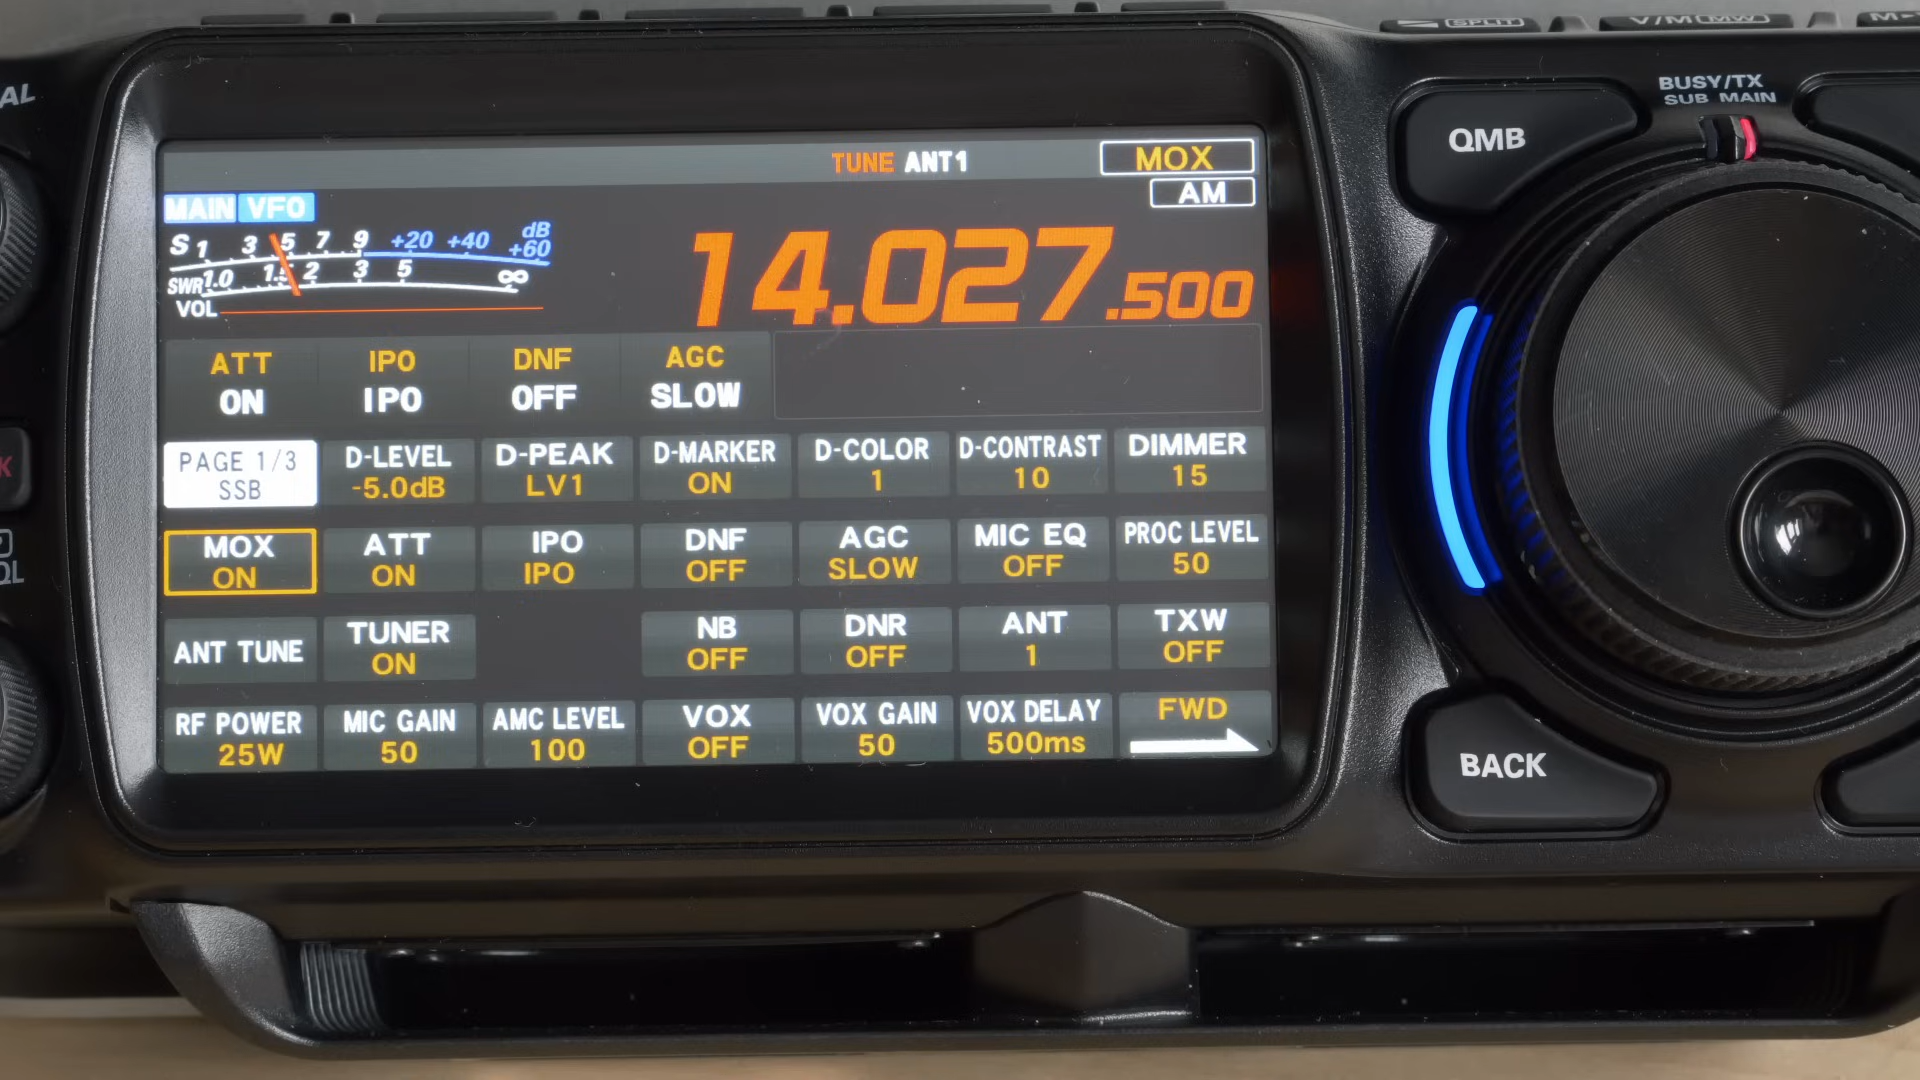 SPLIT V/M MW
AL
BUSY/TX
SUB MAIN
QMB
TUNE ANT1 MOX
AM
MAIN VFO
S 1 3 5 7 9 +20 +40 +60 dB
SWR 1.0 1.5 2 3 5 ∞
VOL
14.027.500
ATT IPO DNF AGC
ON IPO OFF SLOW
PAGE 1/3 D-LEVEL D-PEAK D-MARKER D-COLOR D-CONTRAST DIMMER
SSB -5.0dB LV1 ON 1 10 15
MOX ATT IPO DNF AGC MIC EQ PROC LEVEL
ON ON IPO OFF SLOW OFF 50
ANT TUNE TUNER NB DNR ANT TXW
ON OFF OFF 1 OFF
RF POWER MIC GAIN AMC LEVEL VOX VOX GAIN VOX DELAY FWD
25W 50 100 OFF 50 500ms
K
QL
BACK